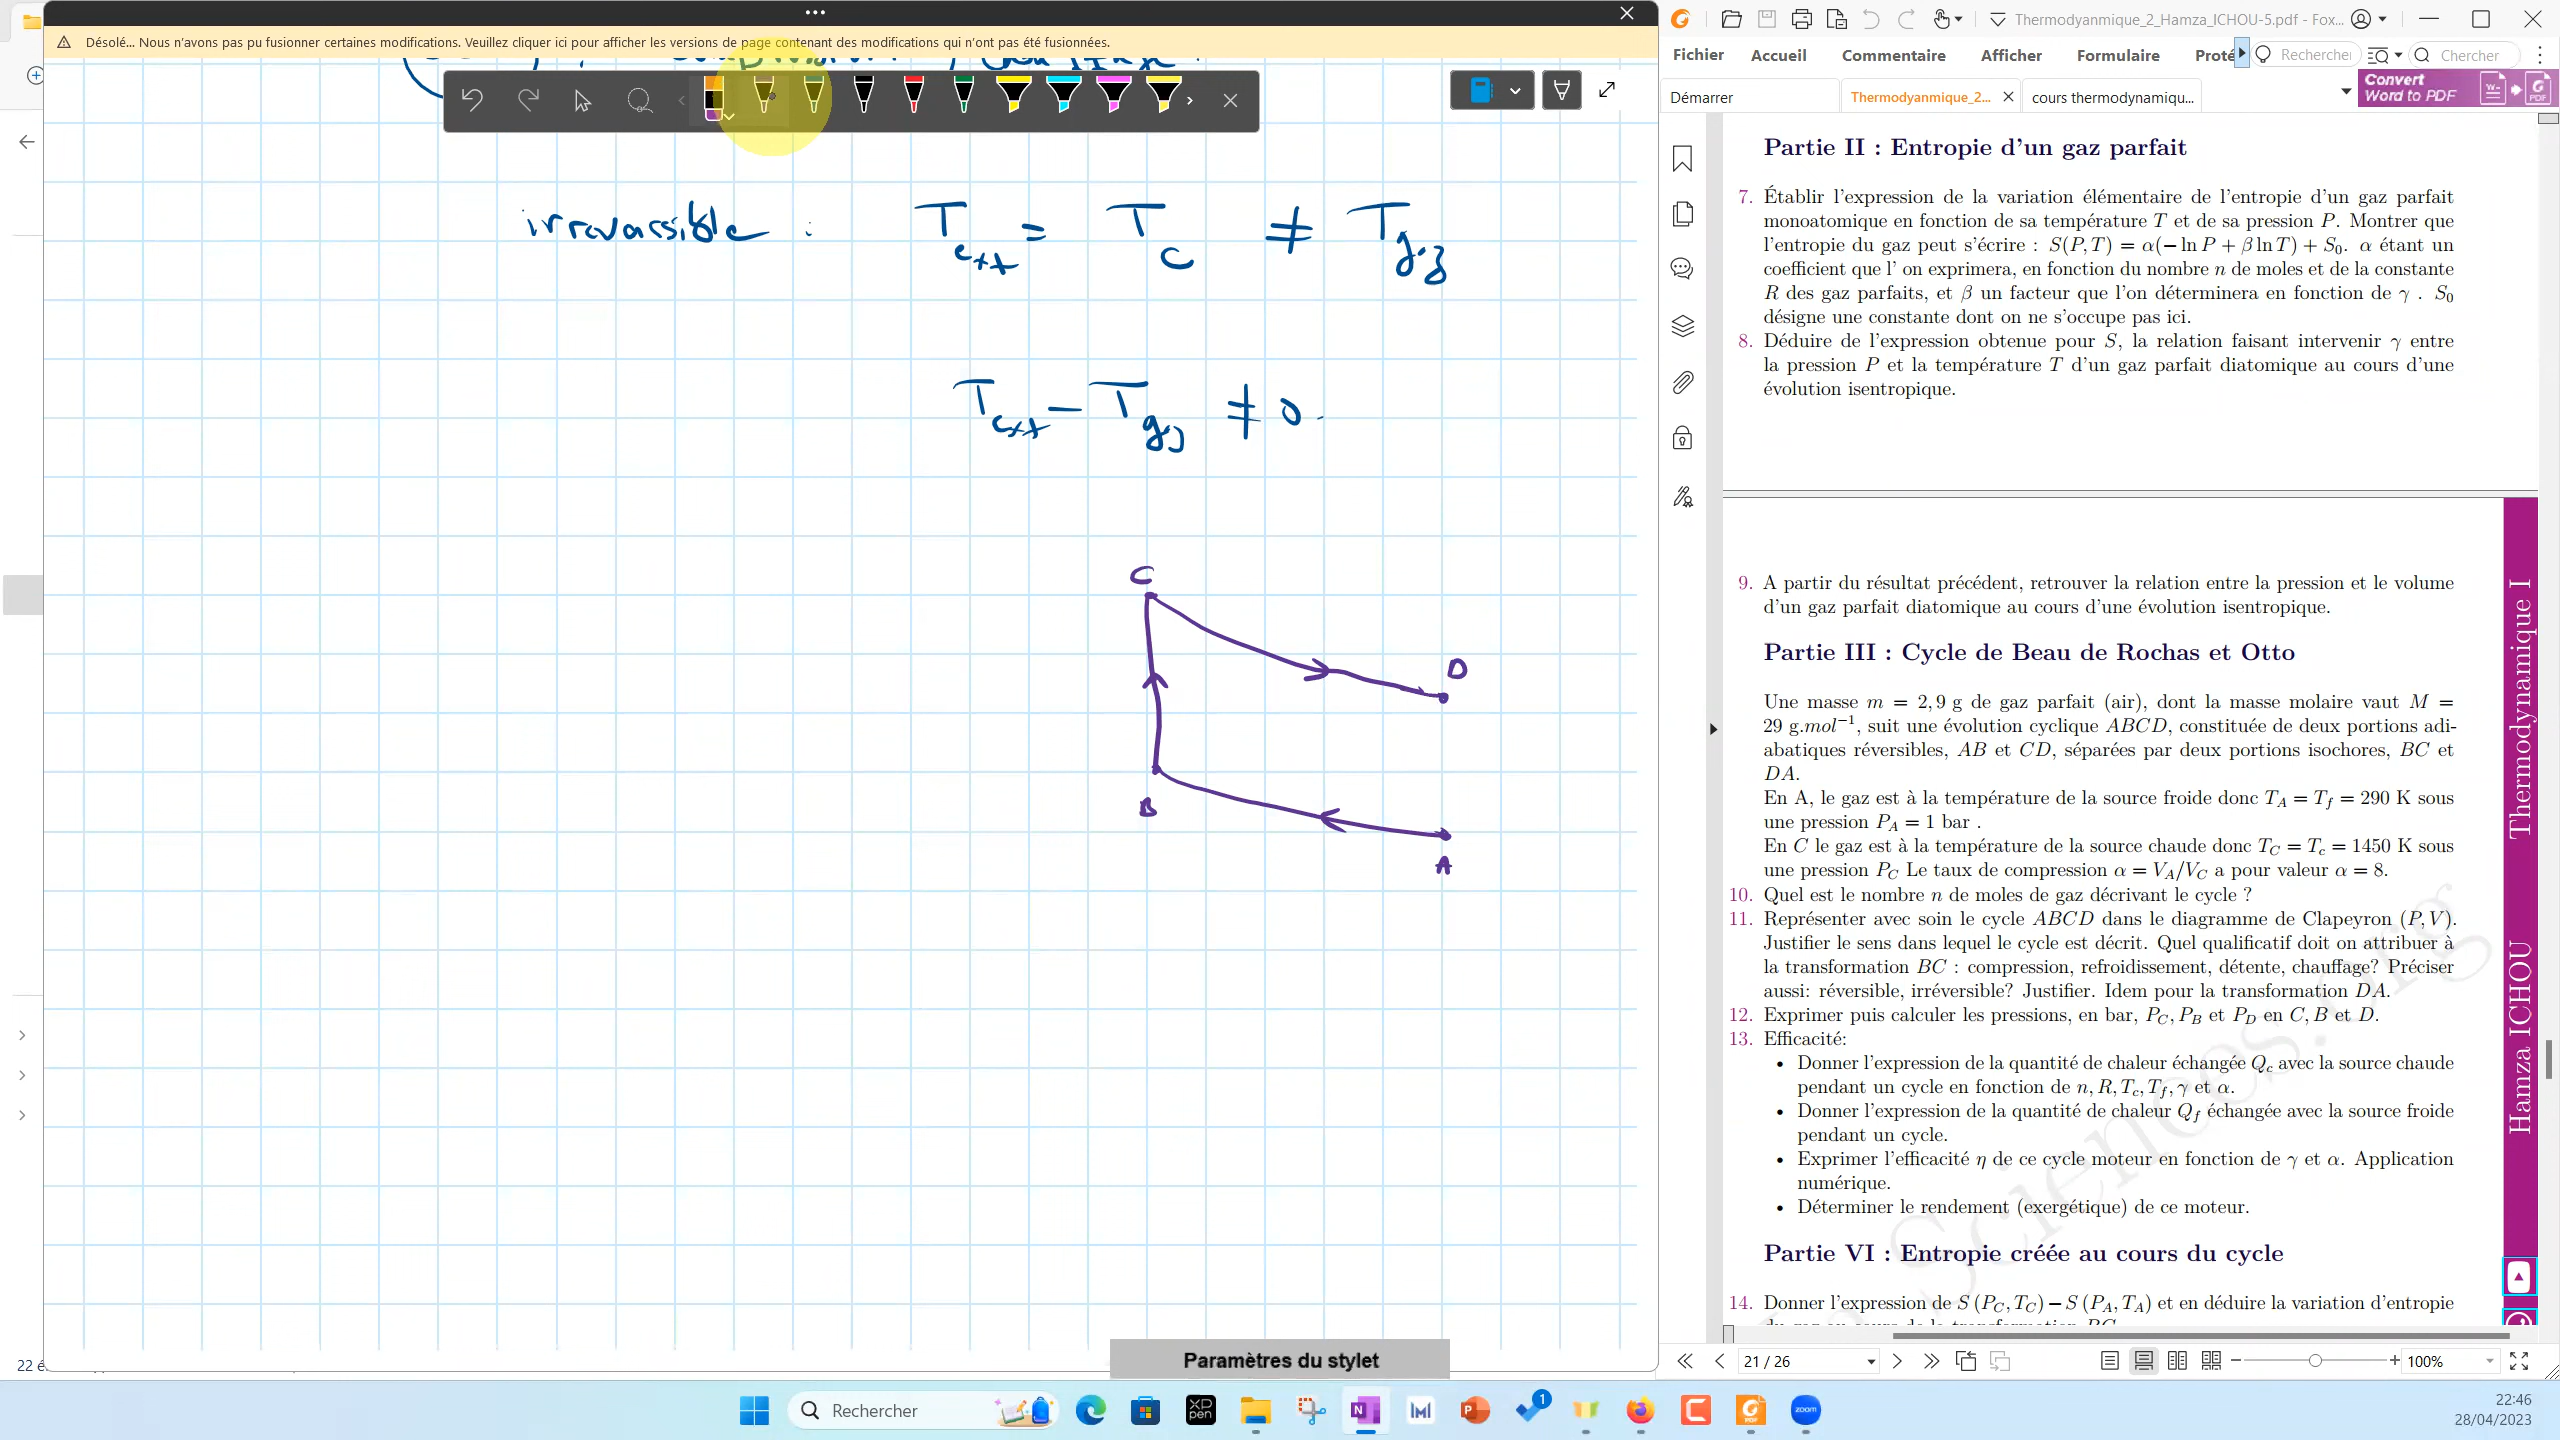 Désolé... Nous n'avons pas pu fusionner certaines modifications. Veuillez cliquer ici pour afficher les versions de page contenant des modifications qui n'ont pas été fusionnées.
irreversible : T_ext = T_C ≠ T_gaz
T_ext − T_gaz ≠ 0.
C
D
B
A
22 é
Paramètres du stylet
Thermodyanmique_2_Hamza_ICHOU-5.pdf - Fox...
Fichier Accueil Commentaire Afficher Formulaire Proté Rechercher Chercher
Démarrer Thermodyanmique_2... cours thermodynamiqu...
Convert
Word to PDF
Partie II : Entropie d'un gaz parfait
7. Établir l'expression de la variation élémentaire de l'entropie d'un gaz parfait
monoatomique en fonction de sa température T et de sa pression P. Montrer que
l'entropie du gaz peut s'écrire : S(P, T) = α(− ln P + β ln T) + S₀. α étant un
coefficient que l' on exprimera, en fonction du nombre n de moles et de la constante
R des gaz parfaits, et β un facteur que l'on déterminera en fonction de γ . S₀
désigne une constante dont on ne s'occupe pas ici.
8. Déduire de l'expression obtenue pour S, la relation faisant intervenir γ entre
la pression P et la température T d'un gaz parfait diatomique au cours d'une
évolution isentropique.
9. A partir du résultat précédent, retrouver la relation entre la pression et le volume
d'un gaz parfait diatomique au cours d'une évolution isentropique.
Partie III : Cycle de Beau de Rochas et Otto
Une masse m = 2,9 g de gaz parfait (air), dont la masse molaire vaut M =
29 g.mol⁻¹, suit une évolution cyclique ABCD, constituée de deux portions adi-
abatiques réversibles, AB et CD, séparées par deux portions isochores, BC et
DA.
En A, le gaz est à la température de la source froide donc T_A = T_f = 290 K sous
une pression P_A = 1 bar .
En C le gaz est à la température de la source chaude donc T_C = T_c = 1450 K sous
une pression P_C Le taux de compression α = V_A/V_C a pour valeur α = 8.
10. Quel est le nombre n de moles de gaz décrivant le cycle ?
11. Représenter avec soin le cycle ABCD dans le diagramme de Clapeyron (P, V).
Justifier le sens dans lequel le cycle est décrit. Quel qualificatif doit on attribuer à
la transformation BC : compression, refroidissement, détente, chauffage? Préciser
aussi: réversible, irréversible? Justifier. Idem pour la transformation DA.
12. Exprimer puis calculer les pressions, en bar, P_C, P_B et P_D en C, B et D.
13. Efficacité:
• Donner l'expression de la quantité de chaleur échangée Q_c avec la source chaude
pendant un cycle en fonction de n, R, T_c, T_f, γ et α.
• Donner l'expression de la quantité de chaleur Q_f échangée avec la source froide
pendant un cycle.
• Exprimer l'efficacité η de ce cycle moteur en fonction de γ et α. Application
numérique.
• Déterminer le rendement (exergétique) de ce moteur.
Partie VI : Entropie créée au cours du cycle
14. Donner l'expression de S (P_C, T_C) − S (P_A, T_A) et en déduire la variation d'entropie
Thermodynamique I
Hamza ICHOU
Sciences.org
21 / 26
100%
Rechercher
XD
pen
1
zoom
22:46
28/04/2023